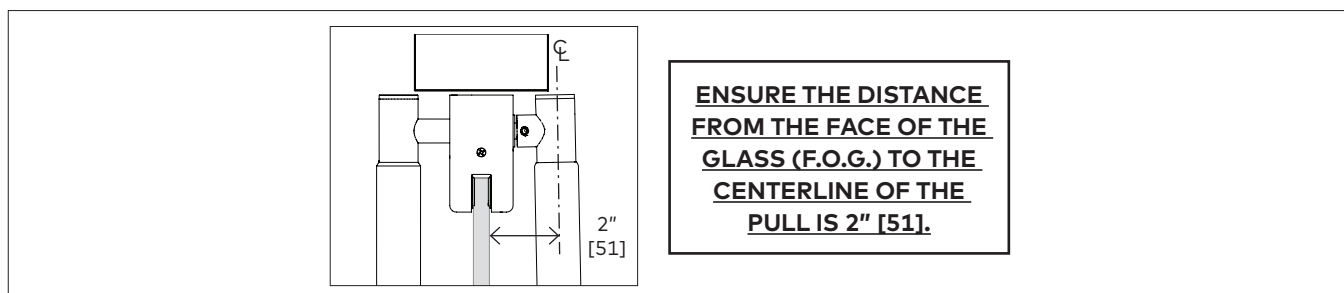 ℄
2"
[51]
ENSURE THE DISTANCE
FROM THE FACE OF THE
GLASS (F.O.G.) TO THE
CENTERLINE OF THE
PULL IS 2" [51].